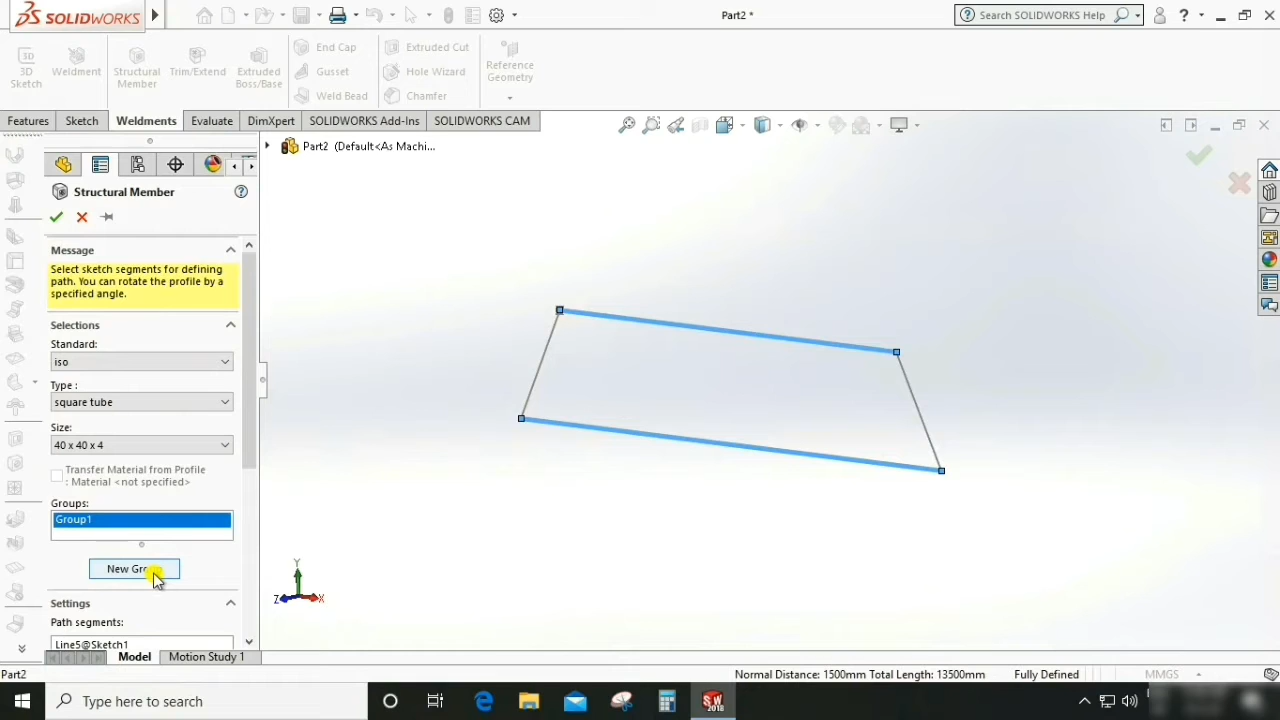 SOLIDWORKS
Part2 *
Search SOLIDWORKS Help
?
3D Sketch
Weldment
Structural Member
Trim/Extend
Extruded Boss/Base
End Cap
Gusset
Weld Bead
Extruded Cut
Hole Wizard
Chamfer
Reference Geometry
Features
Sketch
Weldments
Evaluate
DimXpert
SOLIDWORKS Add-Ins
SOLIDWORKS CAM
Part2 (Default<As Machi...
Structural Member
Message
Select sketch segments for defining
path. You can rotate the profile by a
specified angle.
Selections
Standard:
iso
Type :
square tube
Size:
40 x 40 x 4
Transfer Material from Profile
: Material <not specified>
Groups:
Group1
New
Settings
Path segments:
Line5@Sketch1
Y
Z
X
Model
Motion Study 1
Part2
Normal Distance: 1500mm Total Length: 13500mm
Fully Defined
MMGS
Type here to search
SW
2018